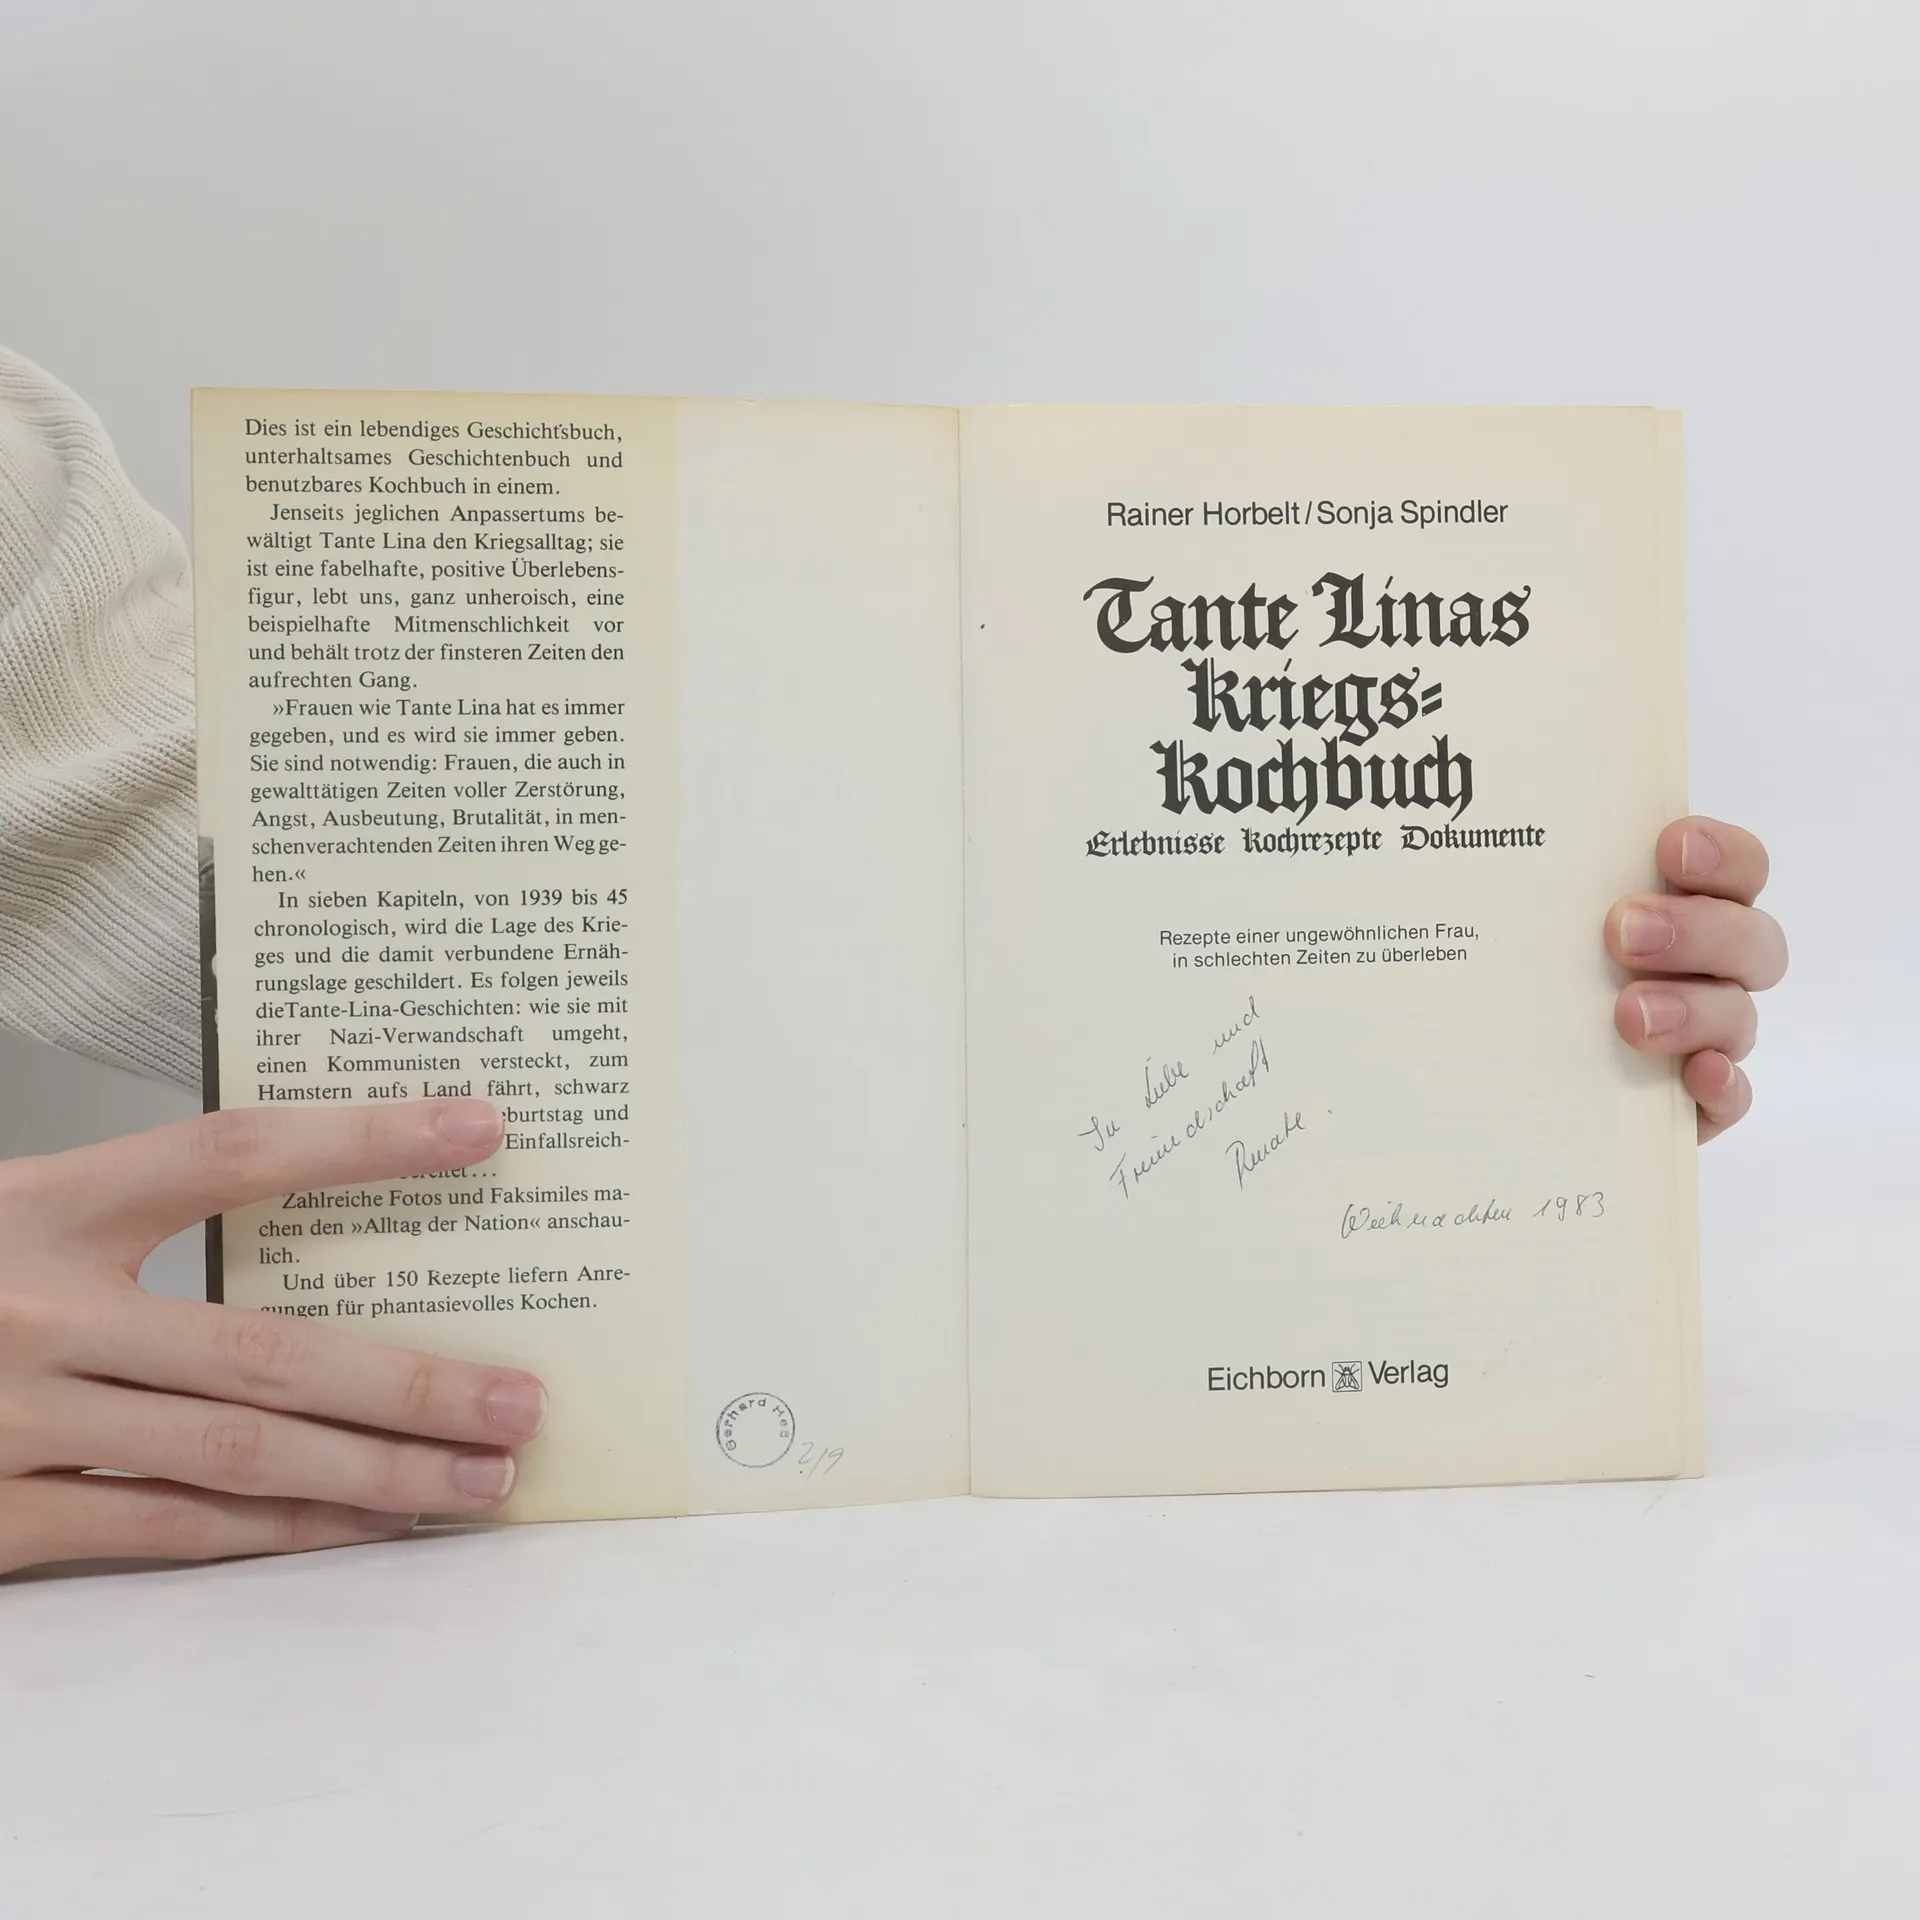 Dies ist ein lebendiges Geschichtsbuch,
unterhaltsames Geschichtenbuch und
benutzbares Kochbuch in einem.
Jenseits jeglichen Anpassertums be-
wältigt Tante Lina den Kriegsalltag; sie
ist eine fabelhafte, positive Überlebens-
figur, lebt uns, ganz unheroisch, eine
beispielhafte Mitmenschlichkeit vor
und behält trotz der finsteren Zeiten den
aufrechten Gang.
»Frauen wie Tante Lina hat es immer
gegeben, und es wird sie immer geben.
Sie sind notwendig: Frauen, die auch in
gewalttätigen Zeiten voller Zerstörung,
Angst, Ausbeutung, Brutalität, in men-
schenverachtenden Zeiten ihren Weg ge-
hen.«
In sieben Kapiteln, von 1939 bis 45
chronologisch, wird die Lage des Krie-
ges und die damit verbundene Ernäh-
rungslage geschildert. Es folgen jeweils
dieTante-Lina-Geschichten: wie sie mit
ihrer Nazi-Verwandschaft umgeht,
einen Kommunisten versteckt, zum
Hamstern aufs Land fährt, schwarz
eburtstag und
Einfallsreich-
bereitet...
Zahlreiche Fotos und Faksimiles ma-
chen den »Alltag der Nation« anschau-
lich.
Und über 150 Rezepte liefern Anre-
gungen für phantasievolles Kochen.
Gerhard Heß
2/9
Rainer Horbelt/Sonja Spindler
Tante Linas
Kriegs-
Kochbuch
Erlebnisse Kochrezepte Dokumente
Rezepte einer ungewöhnlichen Frau,
in schlechten Zeiten zu überleben
In Liebe und
Freundschaft
Renate.
Weihnachten 1983
Eichborn Verlag